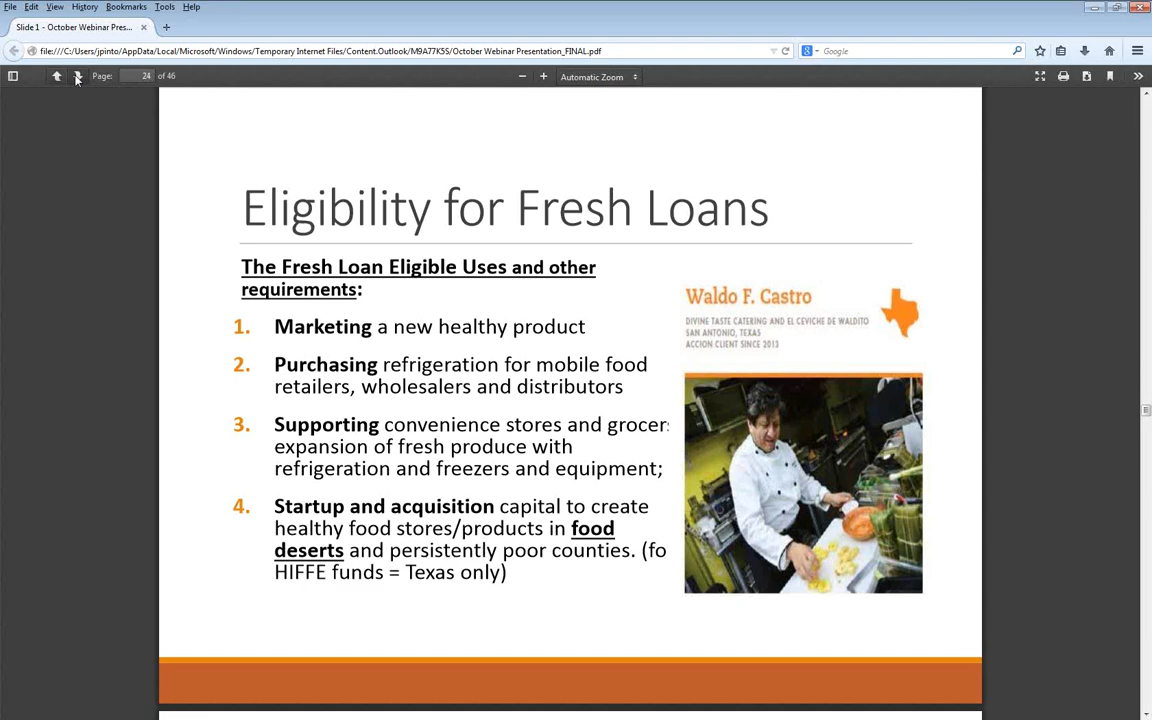 File Edit View History Bookmarks Tools Help
Slide 1 - October Webinar Pres...
file:///C:/Users/jpinto/AppData/Local/Microsoft/Windows/Temporary Internet Files/Content.Outlook/M9A77K5S/October Webinar Presentation_FINAL.pdf
Google
Page: 24 of 46
Automatic Zoom
Eligibility for Fresh Loans
The Fresh Loan Eligible Uses and other
requirements:
1. Marketing a new healthy product
2. Purchasing refrigeration for mobile food
retailers, wholesalers and distributors
3. Supporting convenience stores and grocers
expansion of fresh produce with
refrigeration and freezers and equipment;
4. Startup and acquisition capital to create
healthy food stores/products in food
deserts and persistently poor counties. (fo
HIFFE funds = Texas only)
Waldo F. Castro
DIVINE TASTE CATERING AND EL CEVICHE DE WALDITO
SAN ANTONIO, TEXAS
ACCION CLIENT SINCE 2013